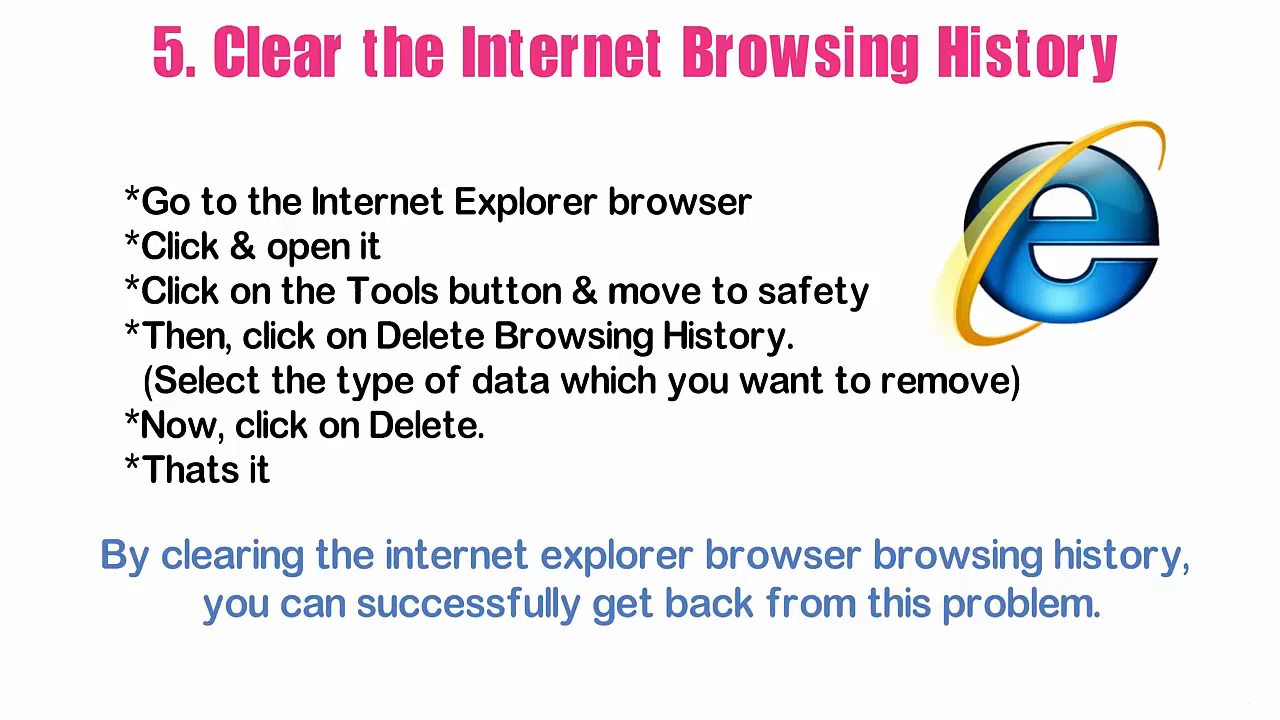 5. Clear the Internet Browsing History
*Go to the Internet Explorer browser
*Click & open it
*Click on the Tools button & move to safety
*Then, click on Delete Browsing History.
(Select the type of data which you want to remove)
*Now, click on Delete.
*Thats it
By clearing the internet explorer browser browsing history,
you can successfully get back from this problem.